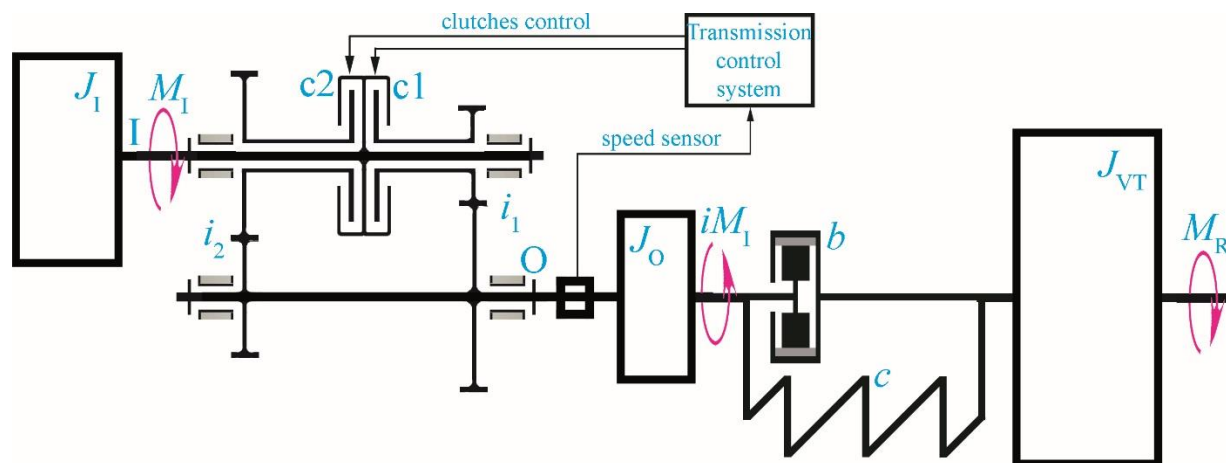 clutches control
Transmission
control
system
J_I
M_I
I
c2
c1
speed sensor
J_VT
i_2
i_1
O
J_O
iM_I
b
M_R
c